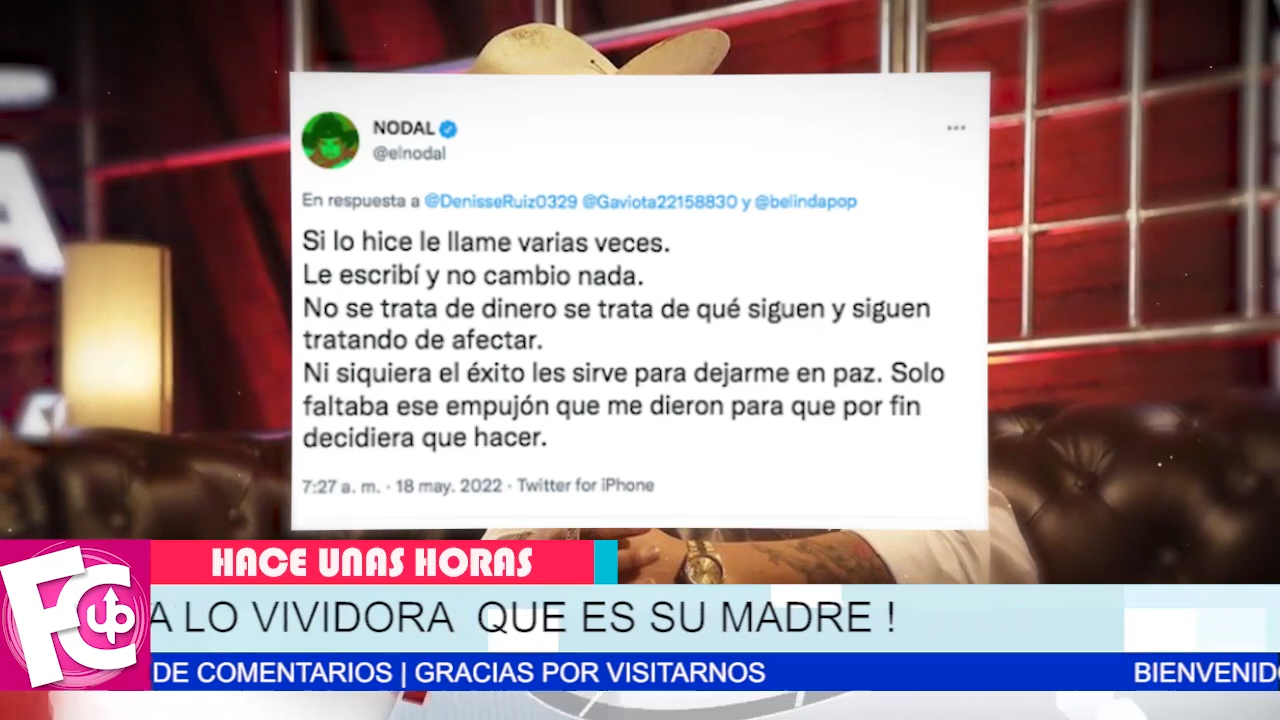 NODAL
@elnodal
En respuesta a @DenisseRuiz0329 @Gaviota22158830 y @belindapop
Si lo hice le llame varias veces.
Le escribí y no cambio nada.
No se trata de dinero se trata de qué siguen y siguen
tratando de afectar.
Ni siquiera el éxito les sirve para dejarme en paz. Solo
faltaba ese empujón que me dieron para que por fin
decidiera que hacer.
7:27 a. m. · 18 may. 2022 · Twitter for iPhone
HACE UNAS HORAS
FC up
A LO VIVIDORA QUE ES SU MADRE !
DE COMENTARIOS | GRACIAS POR VISITARNOS BIENVENID